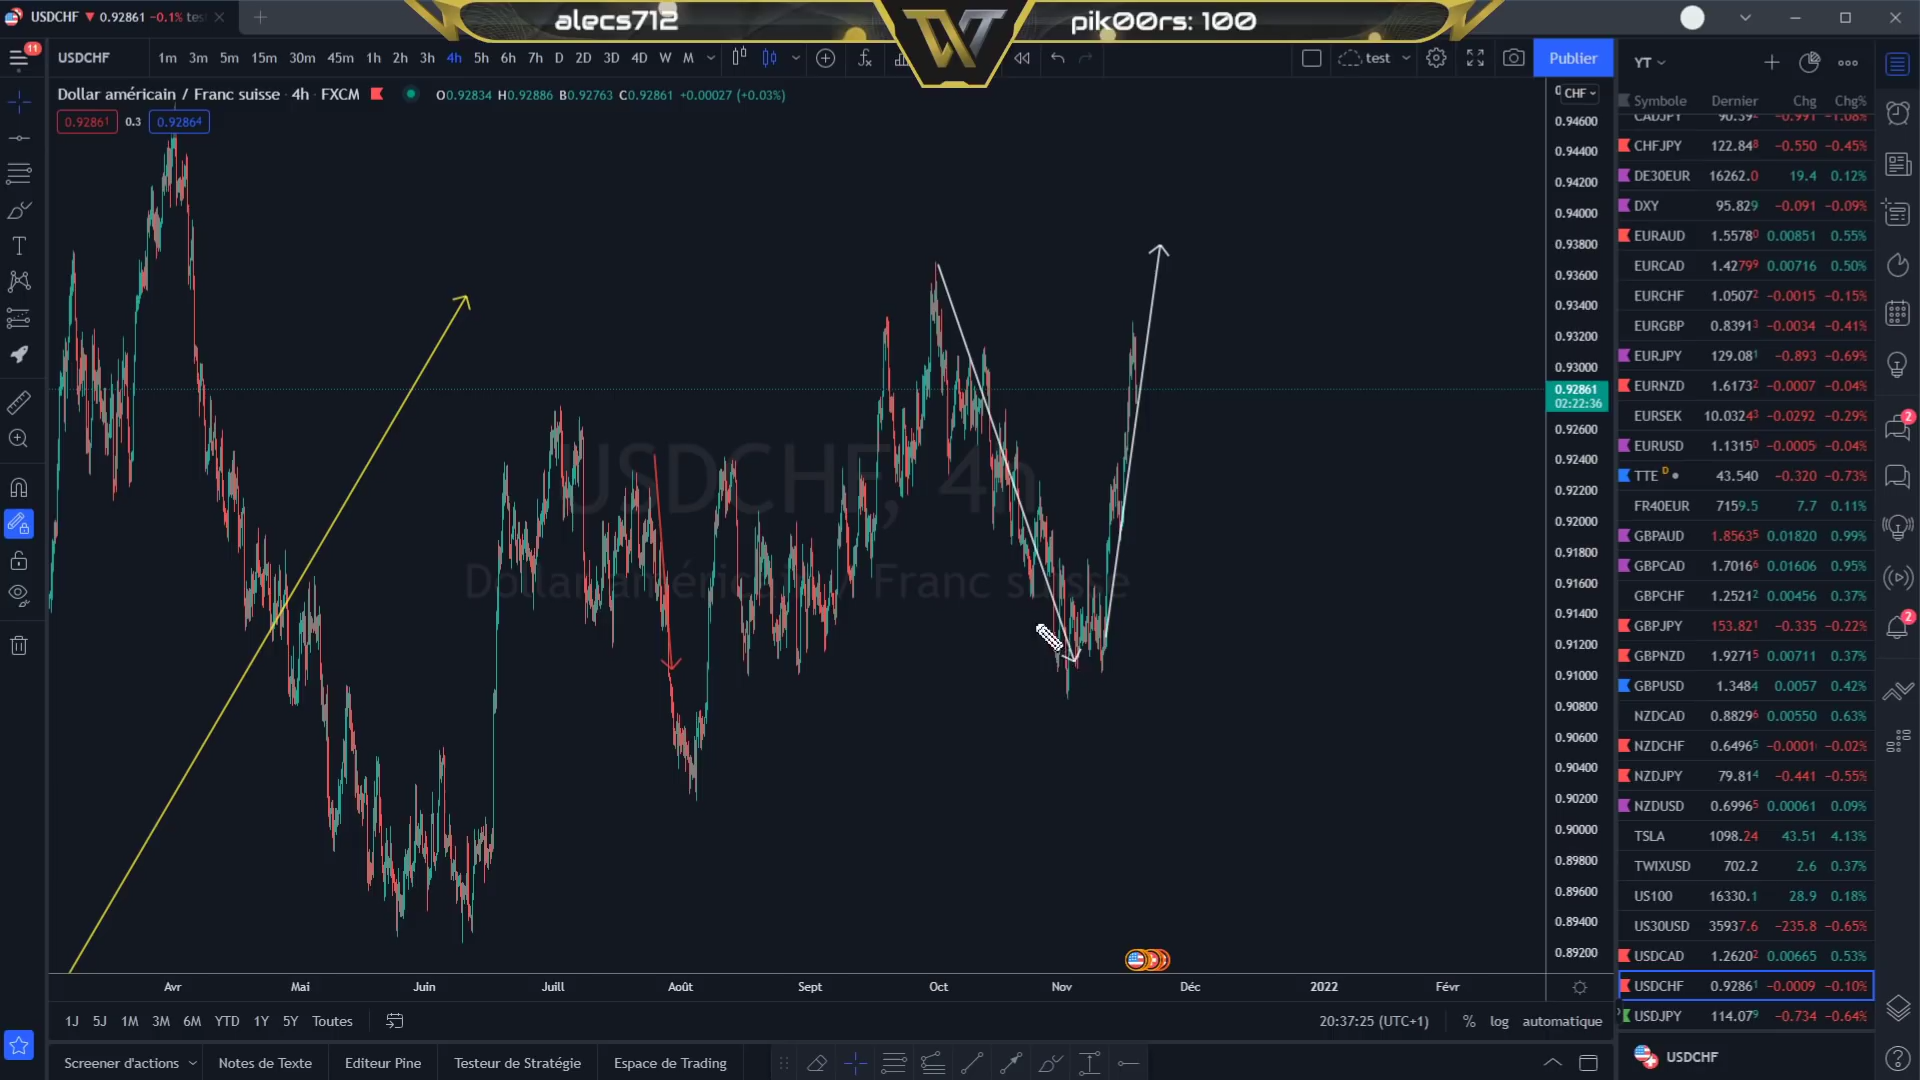 USDCHF ▼ 0.92861 −0.1% tes
alecs712
pik00rs: 100
11
USDCHF
1m 3m 5m 15m 30m 45m 1h 2h 3h 4h 5h 6h 7h D 2D 3D 4D W M
test
Publier
YT
Dollar américain / Franc suisse · 4h · FXCM
O0.92834 H0.92886 B0.92763 C0.92861 +0.00027 (+0.03%)
0.92861 0.3 0.92864
CHF
0.94600
0.94400
0.94200
0.94000
0.93800
0.93600
0.93400
0.93200
0.93000
0.92861
02:22:36
0.92600
0.92400
0.92200
0.92000
0.91800
0.91600
0.91400
0.91200
0.91000
0.90800
0.90600
0.90400
0.90200
0.90000
0.89800
0.89600
0.89400
0.89200
USDCHF, 4h
Dollar américain / Franc suisse
Symbole Dernier Chg Chg%
CADJPY 90.392 −0.991 −1.08%
CHFJPY 122.848 −0.550 −0.45%
DE30EUR 16262.0 19.4 0.12%
DXY 95.829 −0.091 −0.09%
EURAUD 1.55780 0.00851 0.55%
EURCAD 1.42799 0.00716 0.50%
EURCHF 1.05072 −0.0015 −0.15%
EURGBP 0.83913 −0.0034 −0.41%
EURJPY 129.081 −0.893 −0.69%
EURNZD 1.61732 −0.0007 −0.04%
EURSEK 10.03243 −0.0292 −0.29%
EURUSD 1.13150 −0.0005 −0.04%
TTE D 43.540 −0.320 −0.73%
FR40EUR 7159.5 7.7 0.11%
GBPAUD 1.85635 0.01820 0.99%
GBPCAD 1.70166 0.01606 0.95%
GBPCHF 1.25212 0.00456 0.37%
GBPJPY 153.821 −0.335 −0.22%
GBPNZD 1.92715 0.00711 0.37%
GBPUSD 1.3484 0.0057 0.42%
NZDCAD 0.88296 0.00550 0.63%
NZDCHF 0.64965 −0.0001 −0.02%
NZDJPY 79.814 −0.441 −0.55%
NZDUSD 0.69965 0.00061 0.09%
TSLA 1098.24 43.51 4.13%
TWIXUSD 702.2 2.6 0.37%
US100 16330.1 28.9 0.18%
US30USD 35937.6 −235.8 −0.65%
USDCAD 1.26202 0.00665 0.53%
USDCHF 0.92861 −0.0009 −0.10%
USDJPY 114.079 −0.734 −0.64%
2
2
Avr Mai Juin Juill Août Sept Oct Nov Déc 2022 Févr
1J 5J 1M 3M 6M YTD 1Y 5Y Toutes
20:37:25 (UTC+1) % log automatique
Screener d'actions Notes de Texte Editeur Pine Testeur de Stratégie Espace de Trading
USDCHF